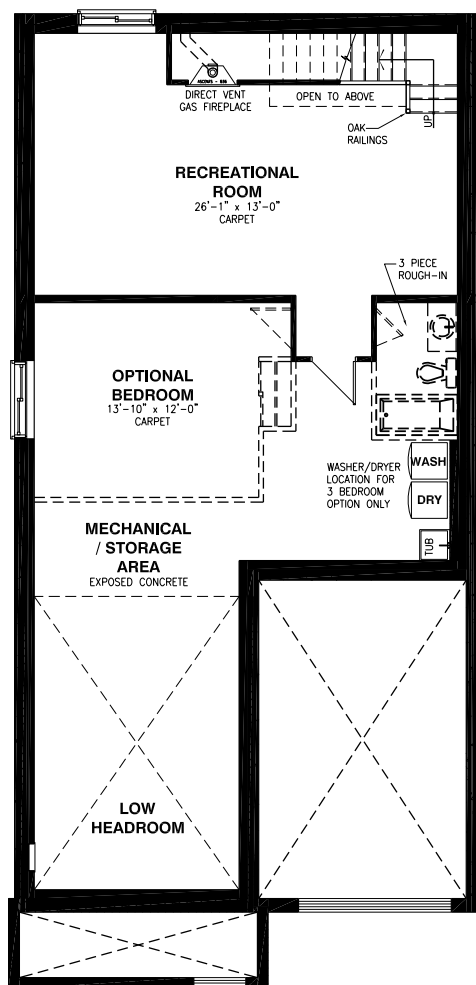 DIRECT VENT
GAS FIREPLACE
OPEN TO ABOVE
OAK
RAILINGS
UP
RECREATIONAL
ROOM
26'-1" x 13'-0"
CARPET
3 PIECE
ROUGH-IN
OPTIONAL
BEDROOM
13'-10" x 12'-0"
CARPET
WASHER/DRYER
LOCATION FOR
3 BEDROOM
OPTION ONLY
WASH
DRY
TUB
MECHANICAL
/ STORAGE
AREA
EXPOSED CONCRETE
LOW
HEADROOM